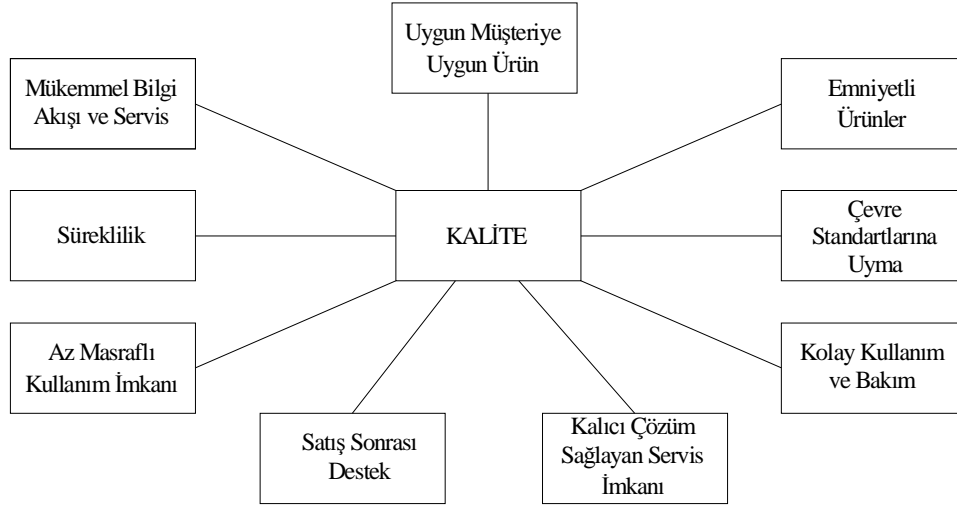 Uygun Müşteriye
Uygun Ürün
Mükemmel Bilgi
Akışı ve Servis
Emniyetli
Ürünler
Süreklilik
KALİTE
Çevre
Standartlarına
Uyma
Az Masraflı
Kullanım İmkanı
Kolay Kullanım
ve Bakım
Satış Sonrası
Destek
Kalıcı Çözüm
Sağlayan Servis
İmkanı